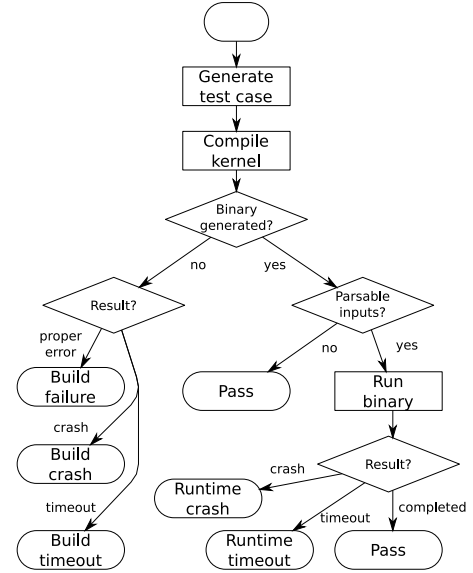 Generate
test case
Compile
kernel
Binary
generated?
no
yes
Result?
Parsable
inputs?
proper
error
no
yes
Build
failure
Pass
Run
binary
crash
Build
crash
Result?
crash
Runtime
crash
timeout
timeout
completed
Build
timeout
Runtime
timeout
Pass